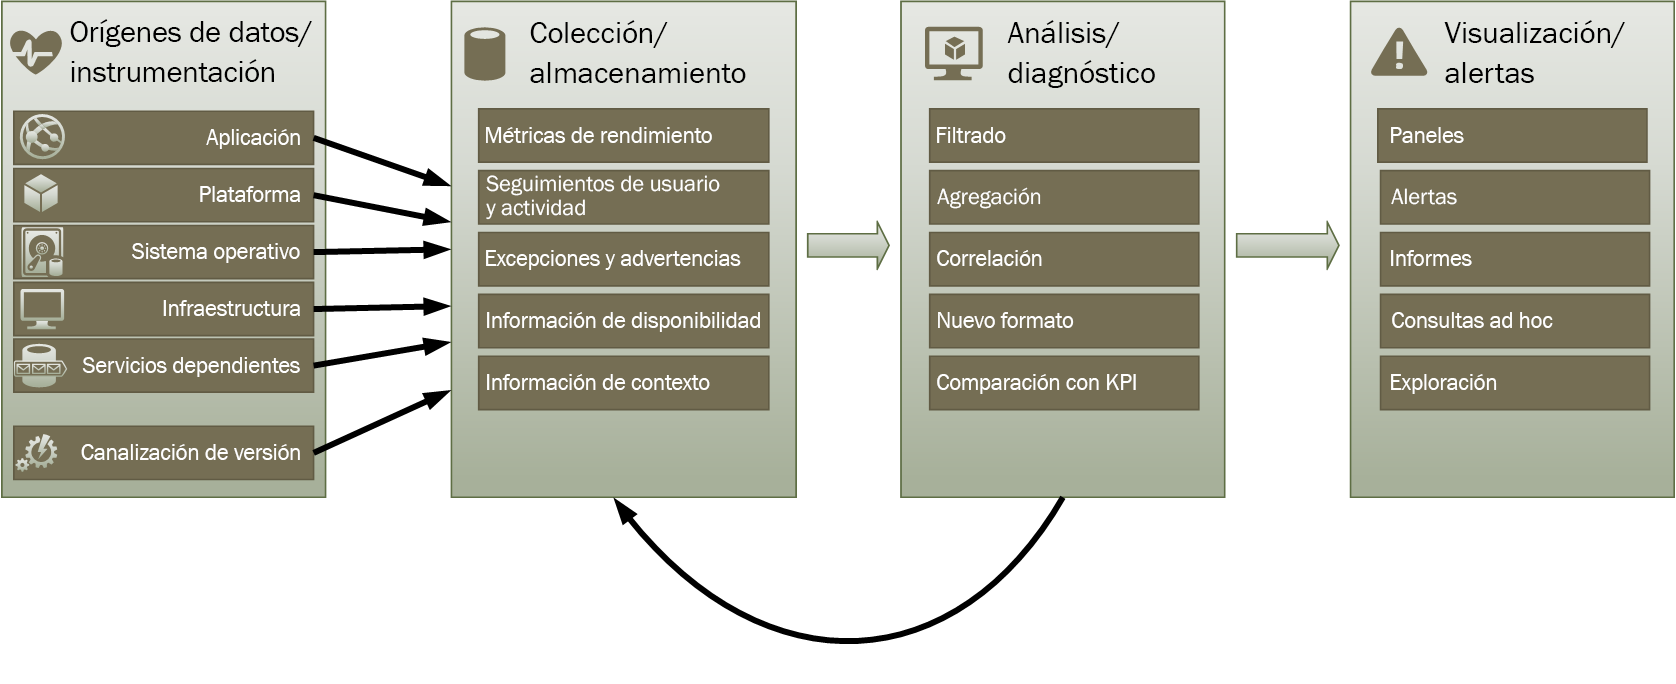 Orígenes de datos/
instrumentación
Aplicación
Plataforma
Sistema operativo
Infraestructura
Servicios dependientes
Canalización de versión
Colección/
almacenamiento
Métricas de rendimiento
Seguimientos de usuario
y actividad
Excepciones y advertencias
Información de disponibilidad
Información de contexto
Análisis/
diagnóstico
Filtrado
Agregación
Correlación
Nuevo formato
Comparación con KPI
Visualización/
alertas
Paneles
Alertas
Informes
Consultas ad hoc
Exploración